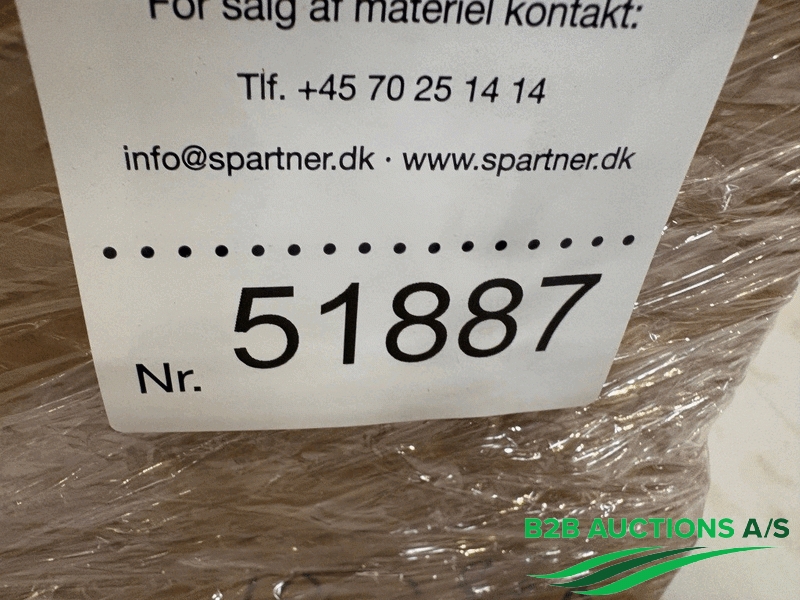 For salg af materiel kontakt:
Tlf. +45 70 25 14 14
info@spartner.dk · www.spartner.dk
Nr. 51887
B2B AUCTIONS A/S